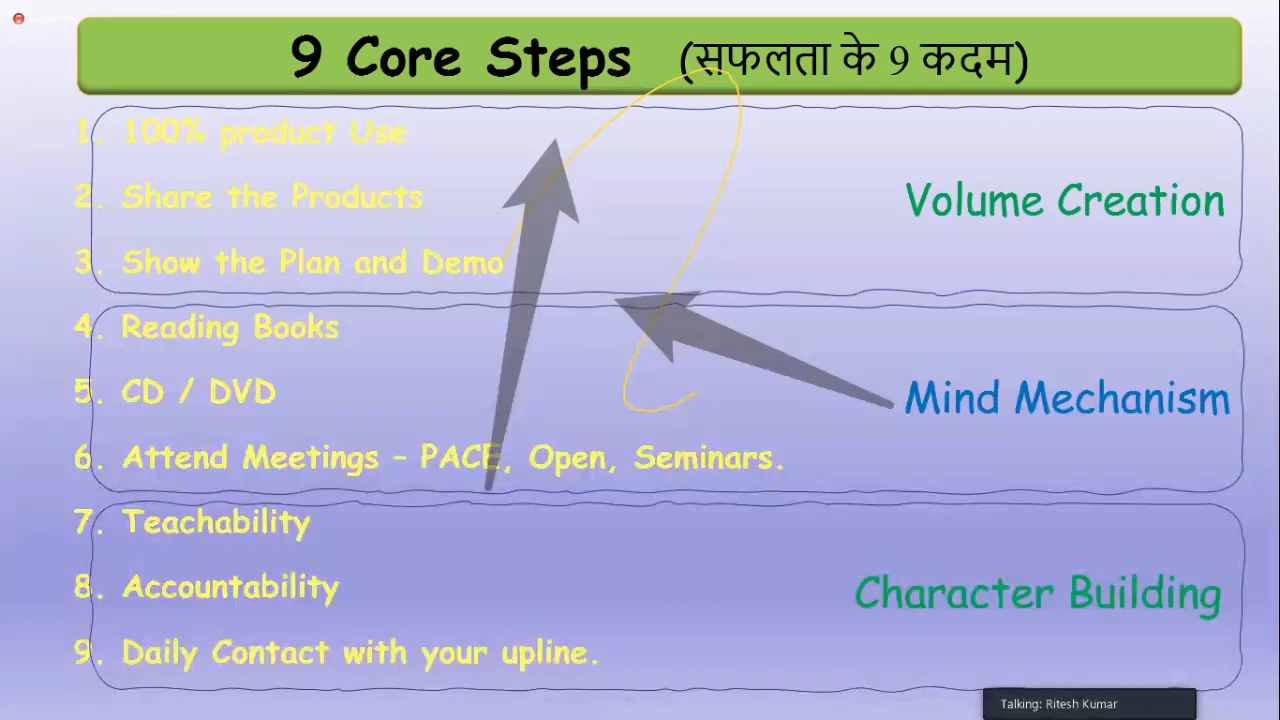 9 Core Steps (सफलता के 9 कदम)
1. 100% product Use
2. Share the Products
3. Show the Plan and Demo
Volume Creation
4. Reading Books
5. CD / DVD
6. Attend Meetings – PACE, Open, Seminars.
Mind Mechanism
7. Teachability
8. Accountability
9. Daily Contact with your upline.
Character Building
Talking: Ritesh Kumar